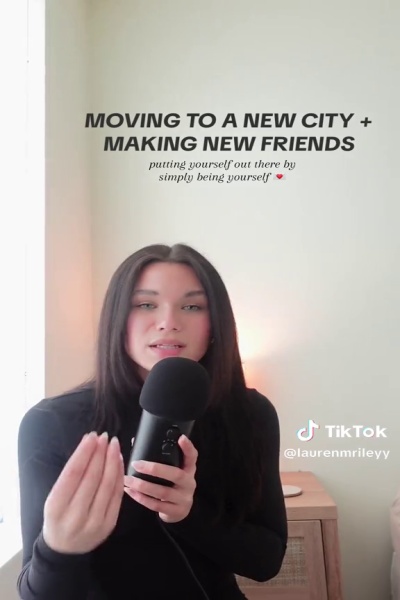 MOVING TO A NEW CITY +
MAKING NEW FRIENDS
putting yourself out there by
simply being yourself 💌
TikTok
@laurenmrileyy